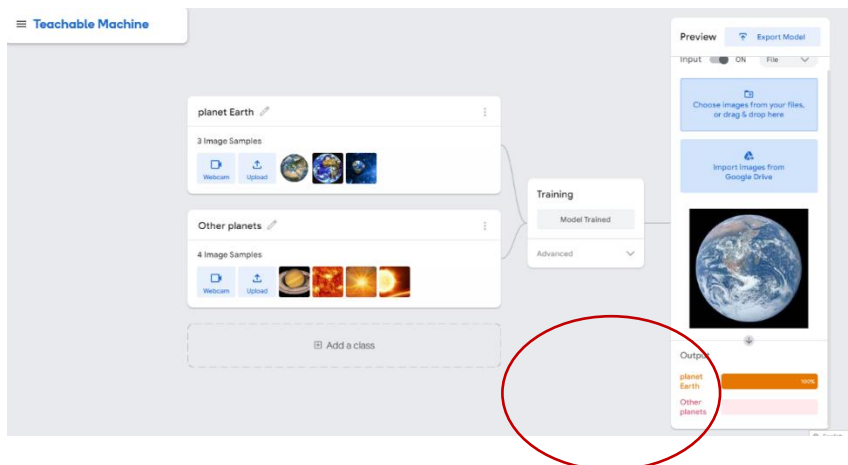 Teachable Machine
Preview
Export Model
Input
ON
File
Choose images from your files,
or drag & drop here
Import images from
Google Drive
planet Earth
3 Image Samples
Webcam
Upload
Other planets
4 Image Samples
Webcam
Upload
Add a class
Training
Model Trained
Advanced
Output
planet
Earth
100%
Other
planets